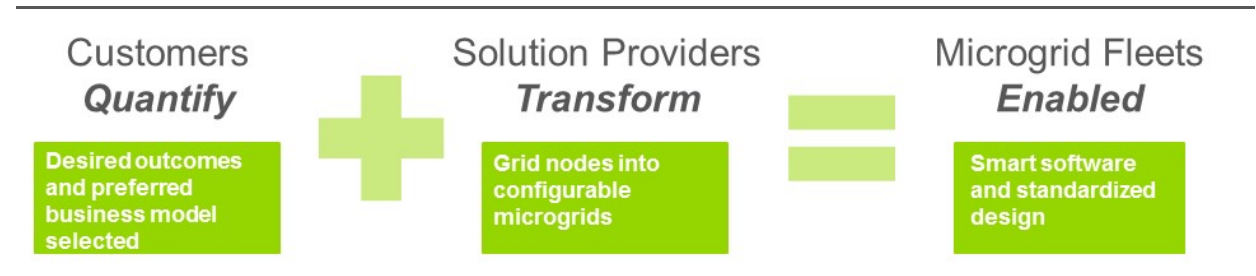 Customers
Quantify
Desired outcomes
and preferred
business model
selected
Solution Providers
Transform
Grid nodes into
configurable
microgrids
Microgrid Fleets
Enabled
Smart software
and standardized
design